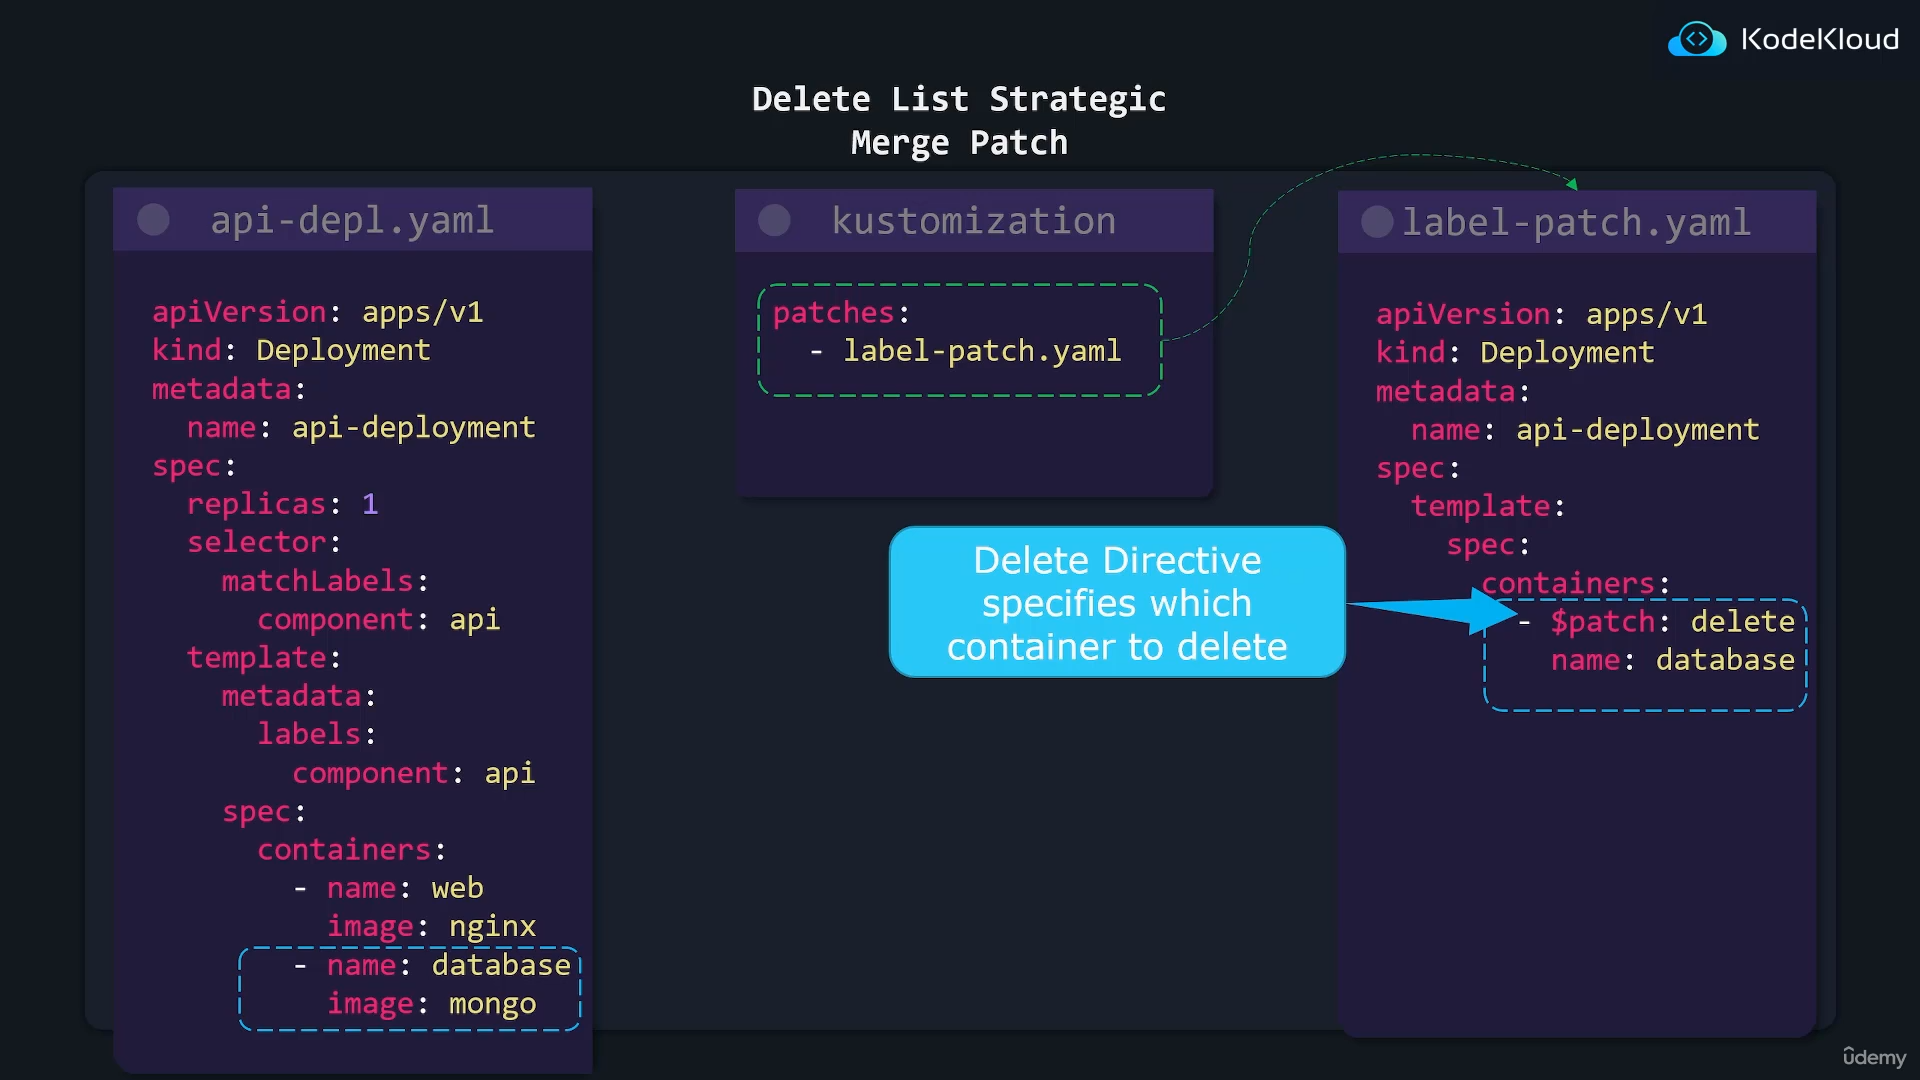 KodeKloud
Delete List Strategic
Merge Patch
api-depl.yaml
apiVersion: apps/v1
kind: Deployment
metadata:
  name: api-deployment
spec:
  replicas: 1
  selector:
    matchLabels:
      component: api
  template:
    metadata:
      labels:
        component: api
    spec:
      containers:
        - name: web
          image: nginx
        - name: database
          image: mongo
kustomization
patches:
  - label-patch.yaml
Delete Directive
specifies which
container to delete
label-patch.yaml
apiVersion: apps/v1
kind: Deployment
metadata:
  name: api-deployment
spec:
  template:
    spec:
      containers:
        - $patch: delete
          name: database
ûdemy